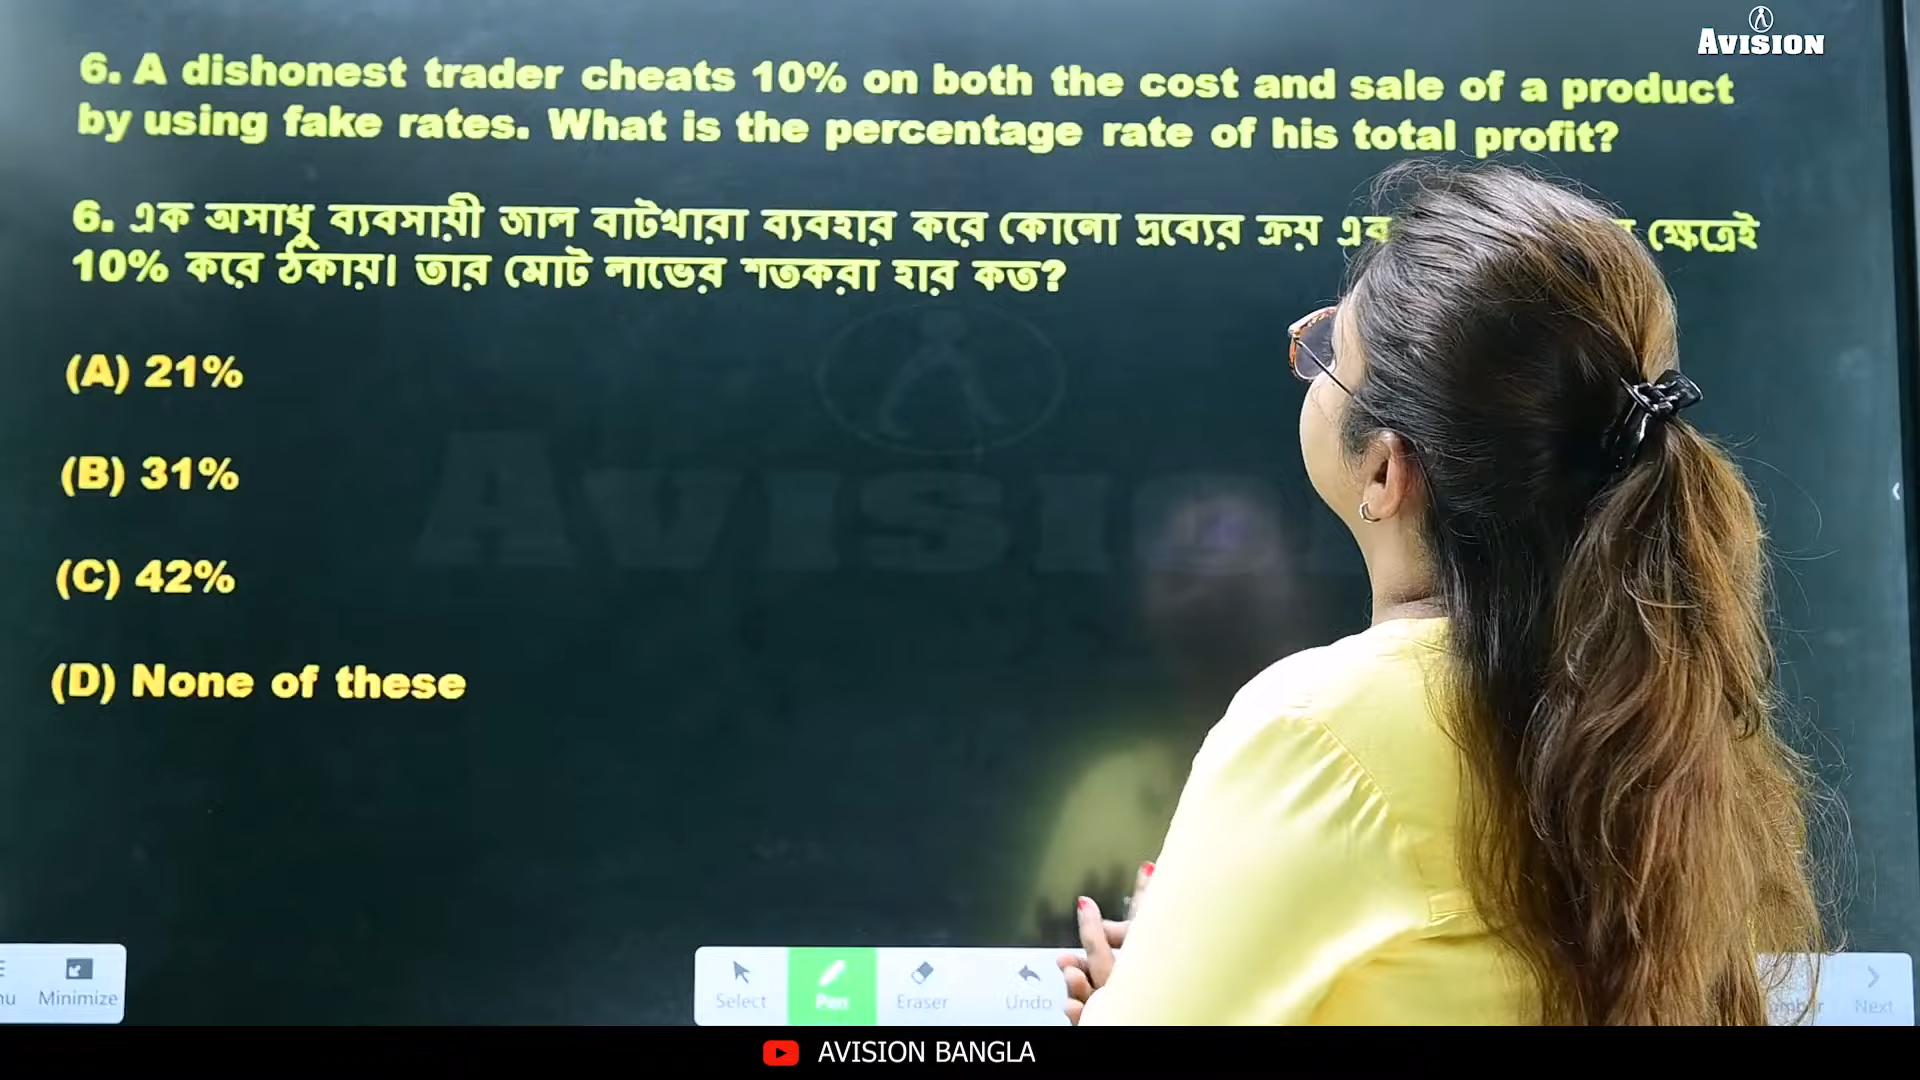 AVISION
6. A dishonest trader cheats 10% on both the cost and sale of a product
by using fake rates. What is the percentage rate of his total profit?
6. এক অসাধু ব্যবসায়ী জাল বাটখারা ব্যবহার করে কোনো দ্রব্যের ক্রয় ক্ষেত্রেই
10% করে ঠকায়। তার মোট লাভের শতকরা হার কত?
(A) 21%
AVISION
(B) 31%
(C) 42%
(D) None of these
Minimize
Select
Pen
Eraser
Undo
Next
AVISION BANGLA